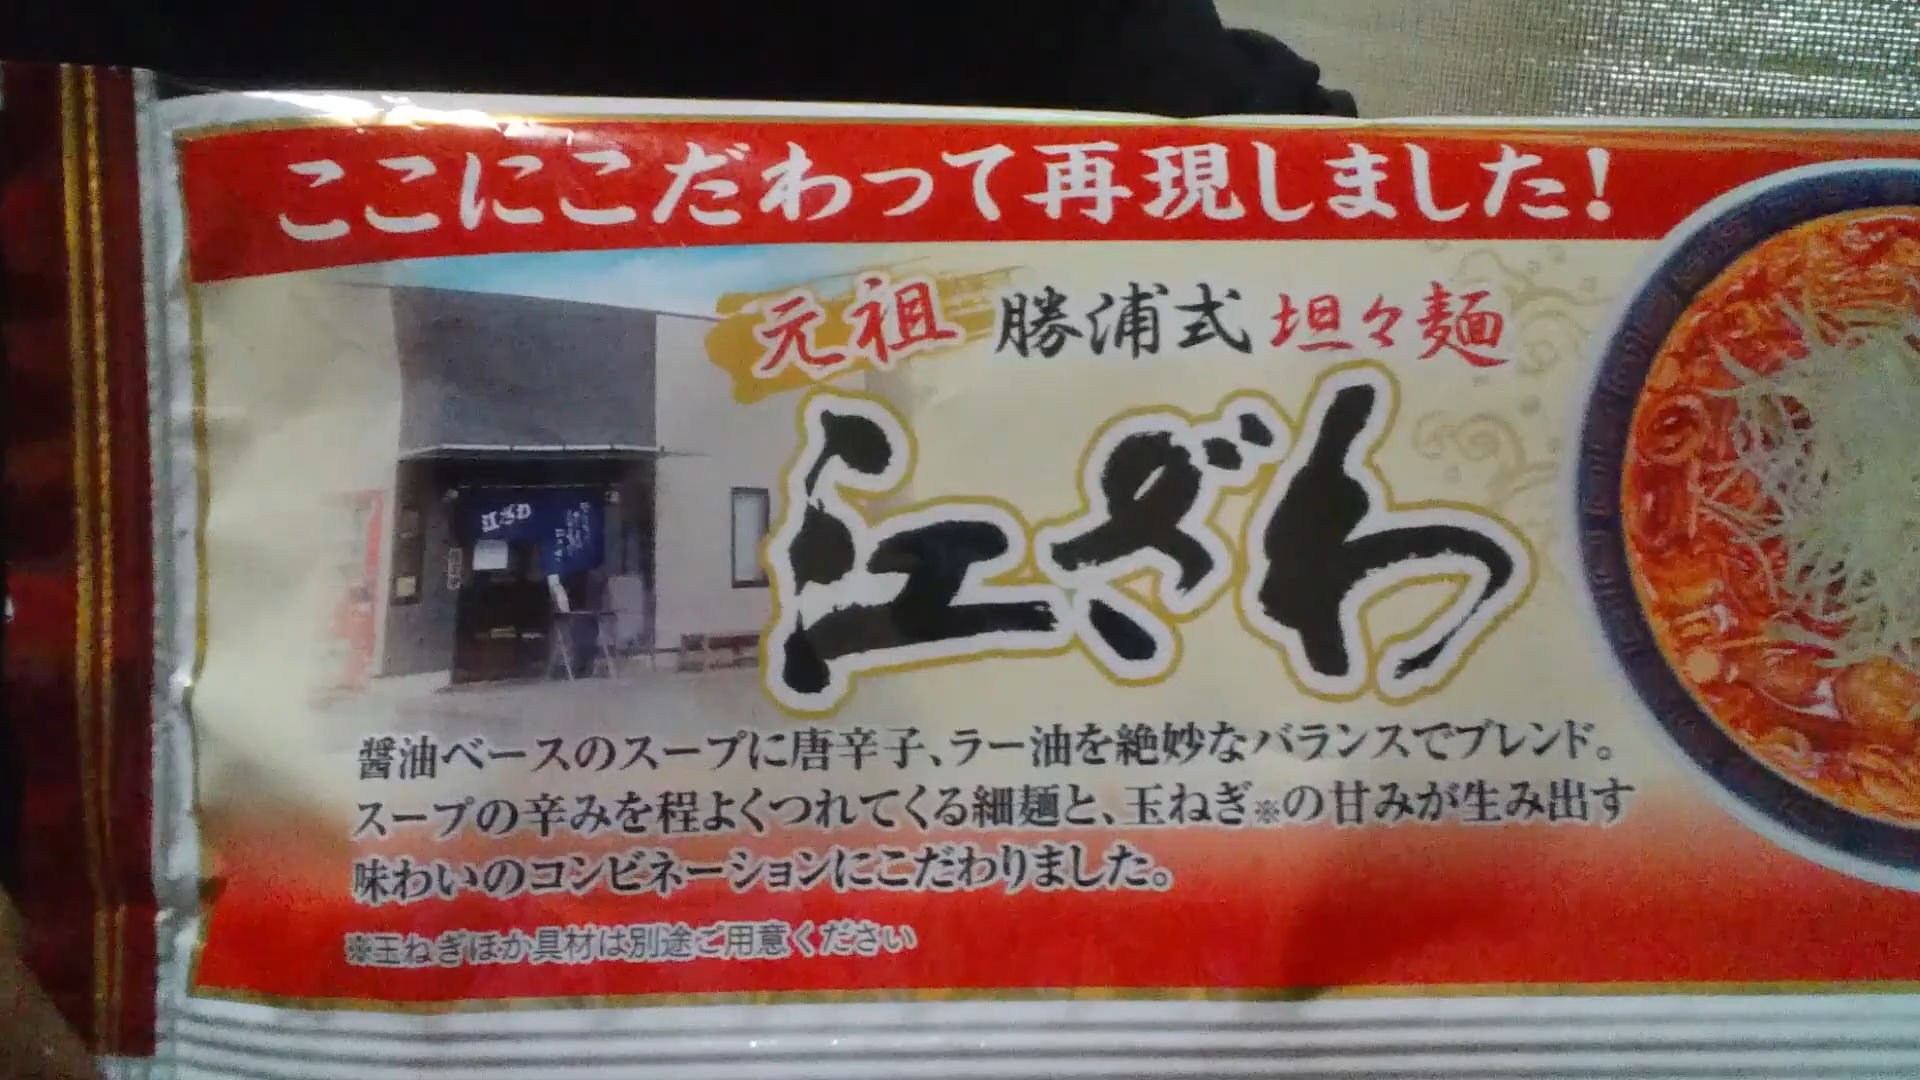 ここにこだわって再現しました!
元祖 勝浦式 坦々麺
江ざわ
江ざわ
醤油ベースのスープに唐辛子、ラー油を絶妙なバランスでブレンド。
スープの辛みを程よくつれてくる細麺と、玉ねぎ※の甘みが生み出す
味わいのコンビネーションにこだわりました。
※玉ねぎほか具材は別途ご用意ください